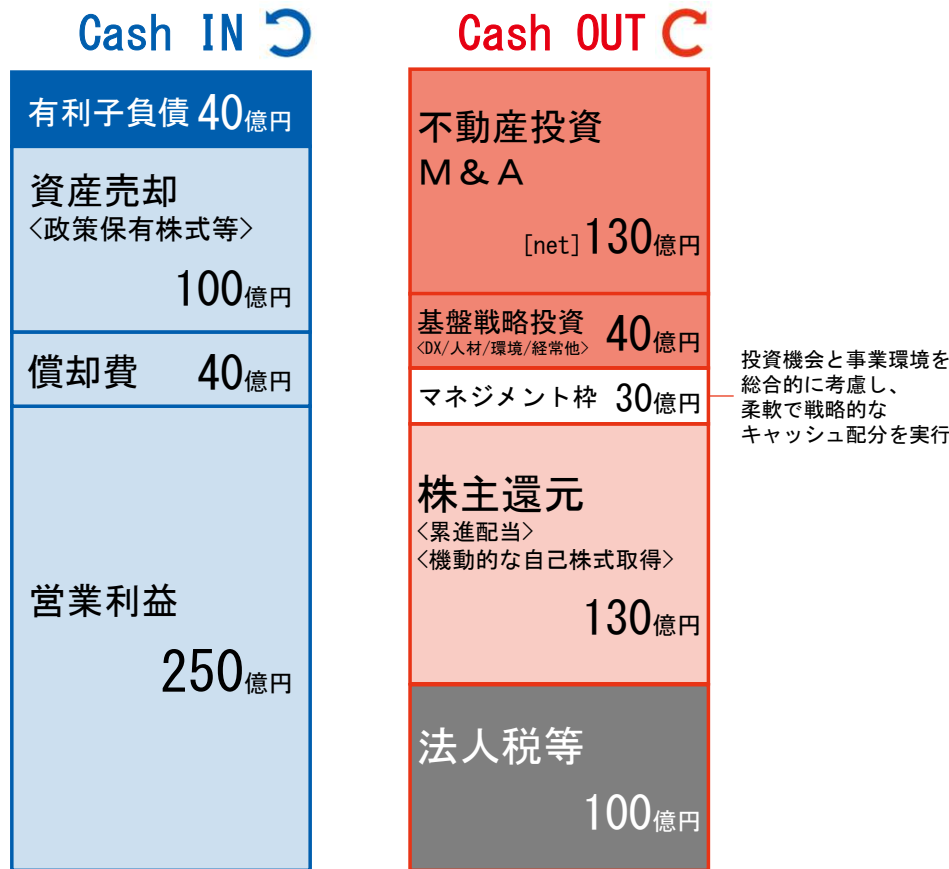 Cash IN
有利子負債 40億円
資産売却
<政策保有株式等>
100億円
償却費 40億円
営業利益
250億円
Cash OUT
不動産投資
M&A
[net]130億円
基盤戦略投資 40億円
<DX/人材/環境/経常他>
マネジメント枠 30億円
株主還元
<累進配当>
<機動的な自己株式取得>
130億円
法人税等
100億円
投資機会と事業環境を
総合的に考慮し、
柔軟で戦略的な
キャッシュ配分を実行